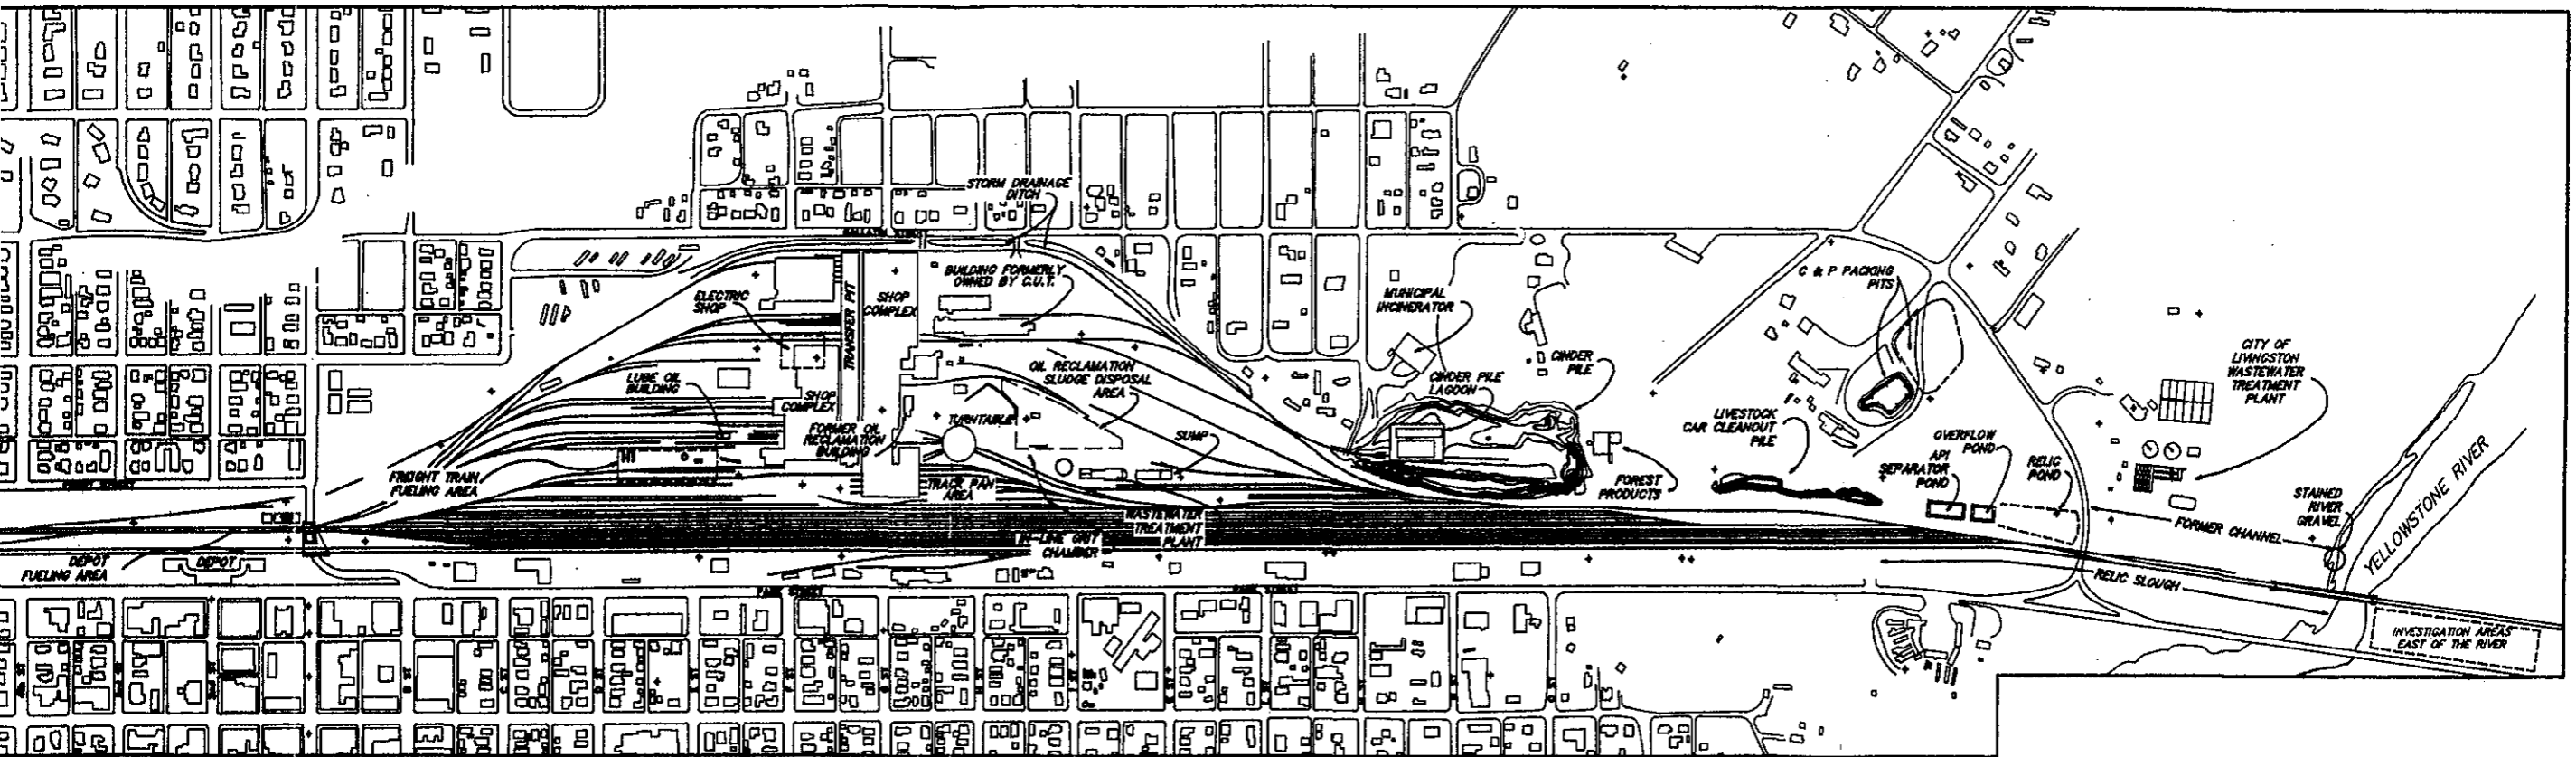 STORM DRAINAGE
DITCH
GALLATIN STREET
BUILDING FORMERLY
OWNED BY C.U.T.
ELECTRIC
SHOP
TRANSFER PIT
SHOP
COMPLEX
MUNICIPAL
INCINERATOR
C & P PACKING
PITS
CITY OF
LIVINGSTON
WASTEWATER
TREATMENT
PLANT
OIL RECLAMATION
SLUDGE DISPOSAL
AREA
CINDER
PILE
CINDER PILE
LAGOON
LUBE OIL
BUILDING
SHOP
COMPLEX
TURNTABLE
FORMER OIL
RECLAMATION
BUILDING
SUMP
LIVESTOCK
CAR CLEANOUT
PILE
OVERFLOW
POND
API
SEPARATOR
POND
RELIC
POND
FREIGHT TRAIN
FUELING AREA
TRACK PAN
AREA
FOREST
PRODUCTS
STAINED
RIVER
GRAVEL
YELLOWSTONE RIVER
WASTEWATER
TREATMENT
PLANT
IN-LINE GRIT
CHAMBER
FORMER CHANNEL
DEPOT
FUELING AREA
DEPOT
RELIC SLOUGH
PARK STREET
PARK STREET
INVESTIGATION AREAS
EAST OF THE RIVER